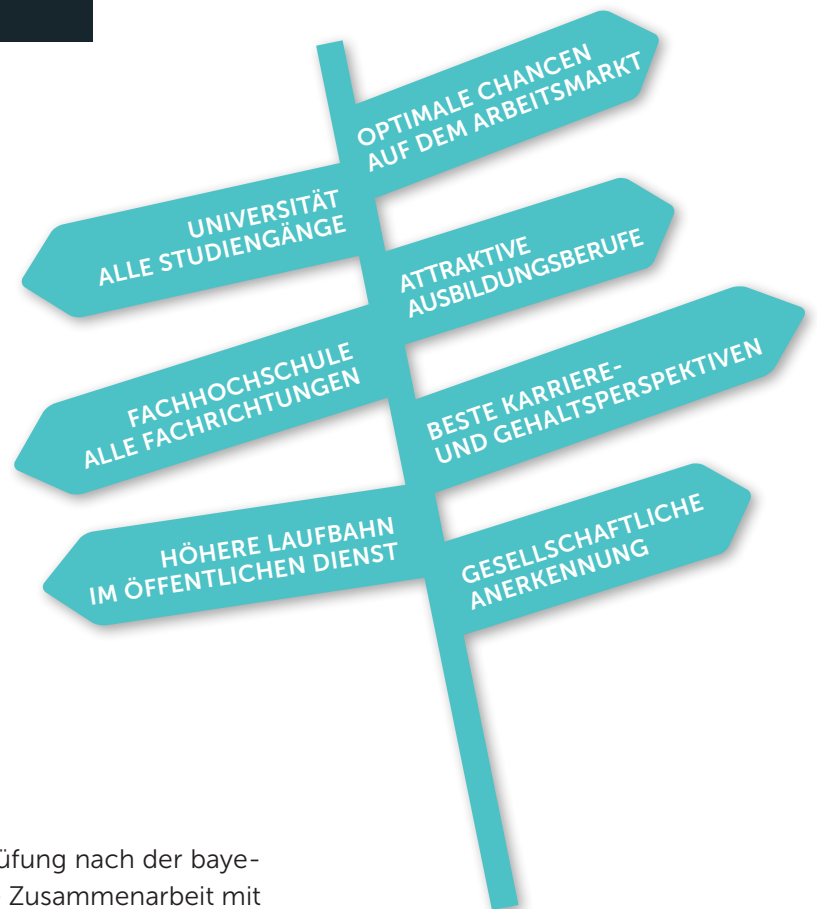 OPTIMALE CHANCEN
AUF DEM ARBEITSMARKT
UNIVERSITÄT
ALLE STUDIENGÄNGE
ATTRAKTIVE
AUSBILDUNGSBERUFE
FACHHOCHSCHULE
ALLE FACHRICHTUNGEN
BESTE KARRIERE-
UND GEHALTSPERSPEKTIVEN
HÖHERE LAUFBAHN
IM ÖFFENTLICHEN DIENST
GESELLSCHAFTLICHE
ANERKENNUNG
nach der baye-
Zusammenarbeit mit